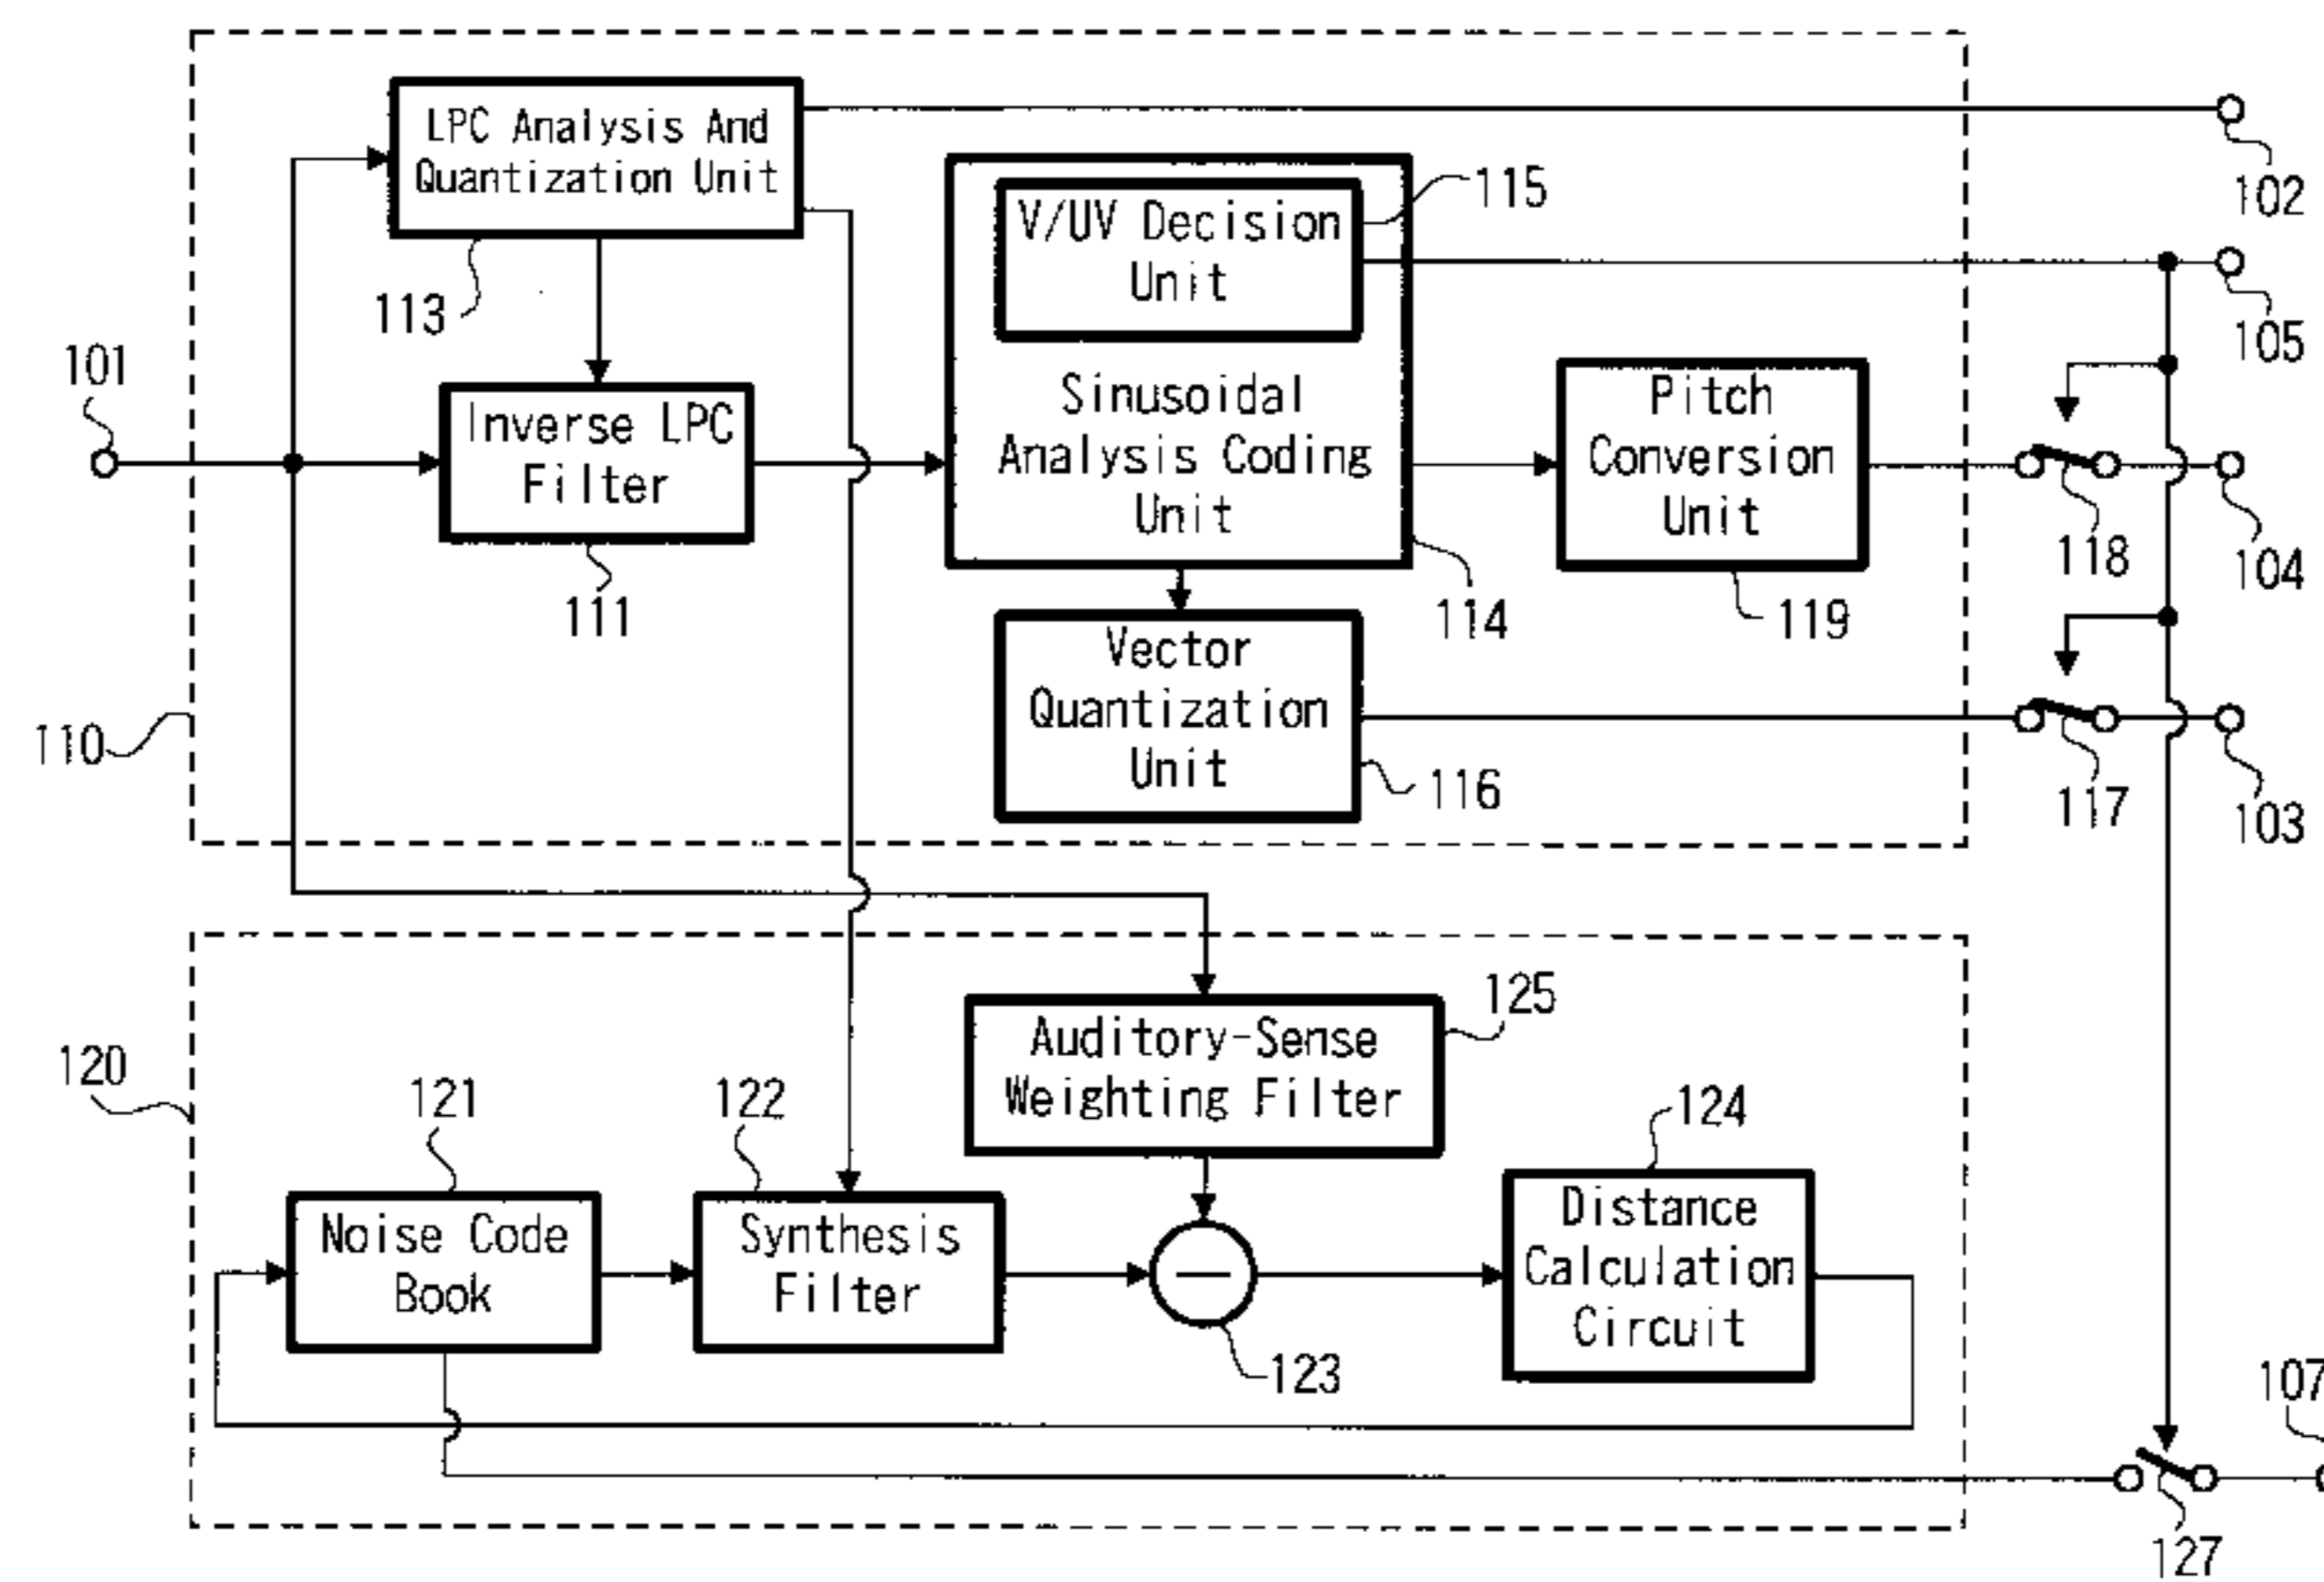 LPC Analysis And
Quantization Unit
102
115
V/UV Decision
Unit
113
105
101
Inverse LPC
Filter
Sinusoidal
Analysis Coding
Unit
Pitch
Conversion
Unit
118
104
111
114
119
Vector
Quantization
Unit
110
116
117
103
125
Auditory-Sense
Weighting Filter
120
121
122
124
Noise Code
Book
Synthesis
Filter
Distance
Calculation
Circuit
123
107
127